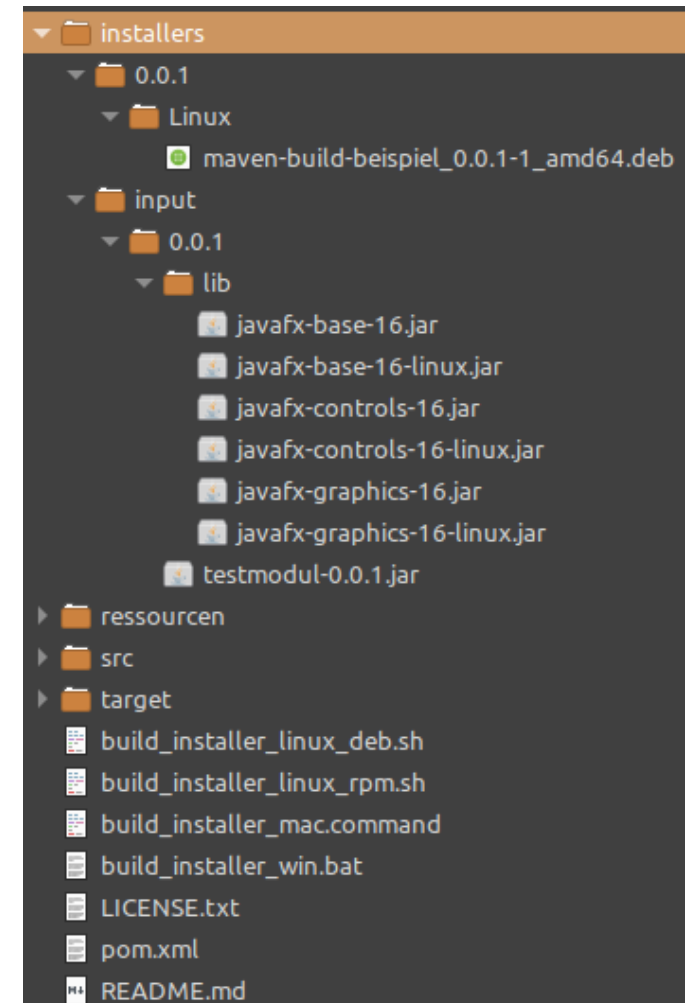 installers
0.0.1
Linux
maven-build-beispiel_0.0.1-1_amd64.deb
input
0.0.1
lib
javafx-base-16.jar
javafx-base-16-linux.jar
javafx-controls-16.jar
javafx-controls-16-linux.jar
javafx-graphics-16.jar
javafx-graphics-16-linux.jar
testmodul-0.0.1.jar
ressourcen
src
target
build_installer_linux_deb.sh
build_installer_linux_rpm.sh
build_installer_mac.command
build_installer_win.bat
LICENSE.txt
pom.xml
M↓ README.md